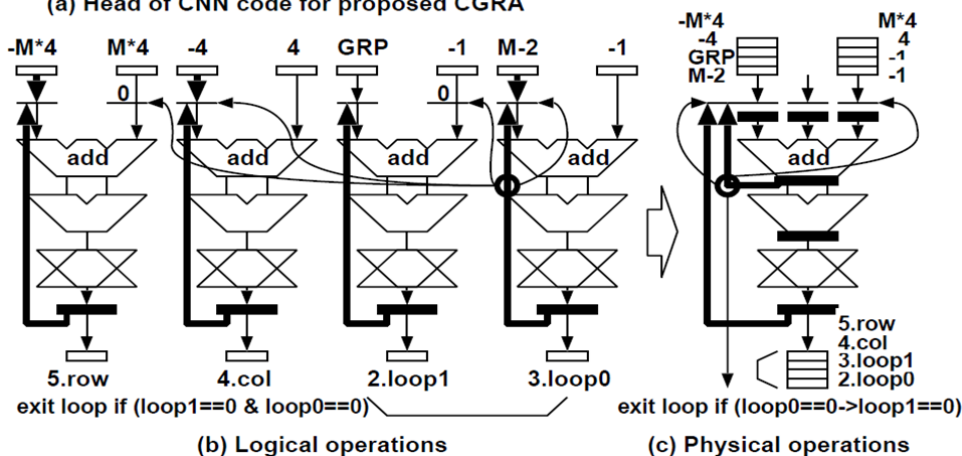 (a) Head of CNN code for proposed CGRA
-M*4 M*4 -4 4 GRP -1 M-2 -1
0 0
add add add add
5.row 4.col 2.loop1 3.loop0
exit loop if (loop1==0 & loop0==0)
(b) Logical operations
-M*4
-4
GRP
M-2
M*4
4
-1
-1
add
5.row
4.col
3.loop1
2.loop0
exit loop if (loop0==0->loop1==0)
(c) Physical operations